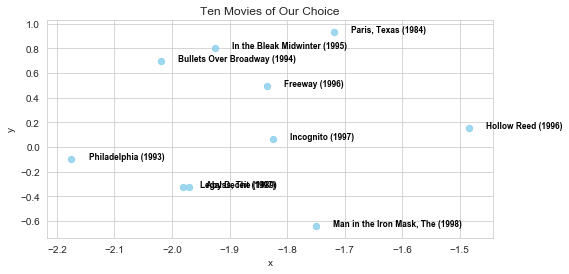 Ten Movies of Our Choice
1.0
0.8
0.6
0.4
0.2
0.0
−0.2
−0.4
−0.6
y
Paris, Texas (1984)
In the Bleak Midwinter (1995)
Bullets Over Broadway (1994)
Freeway (1996)
Hollow Reed (1996)
Incognito (1997)
Philadelphia (1993)
Man in the Iron Mask, The (1998)
−2.2 −2.1 −2.0 −1.9 −1.8 −1.7 −1.6 −1.5
x